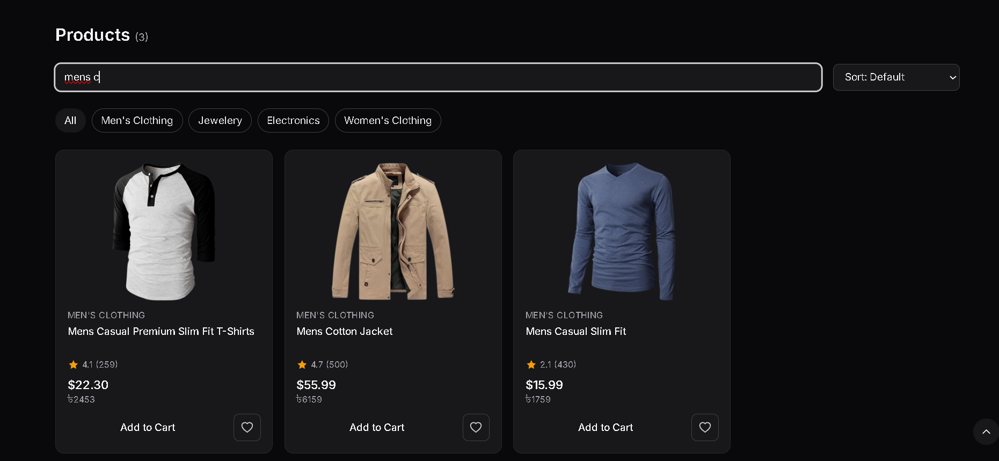 Products (3)
mens c
Sort: Default
All
Men's Clothing
Jewelery
Electronics
Women's Clothing
MEN'S CLOTHING
Mens Casual Premium Slim Fit T-Shirts
4.1 (259)
$22.30
৳2453
Add to Cart
MEN'S CLOTHING
Mens Cotton Jacket
4.7 (500)
$55.99
৳6159
Add to Cart
MEN'S CLOTHING
Mens Casual Slim Fit
2.1 (430)
$15.99
৳1759
Add to Cart